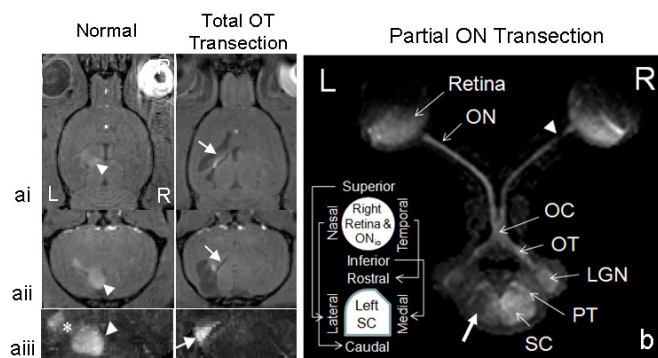 Normal
Total OT
Transection
Partial ON Transection
ai
L
R
aii
aiii
*
L
R
Retina
ON
Superior
Nasal
Right
Retina &
ON
Temporal
Inferior
Rostral
Lateral
Left
SC
Medial
Caudal
OC
OT
LGN
PT
SC
b